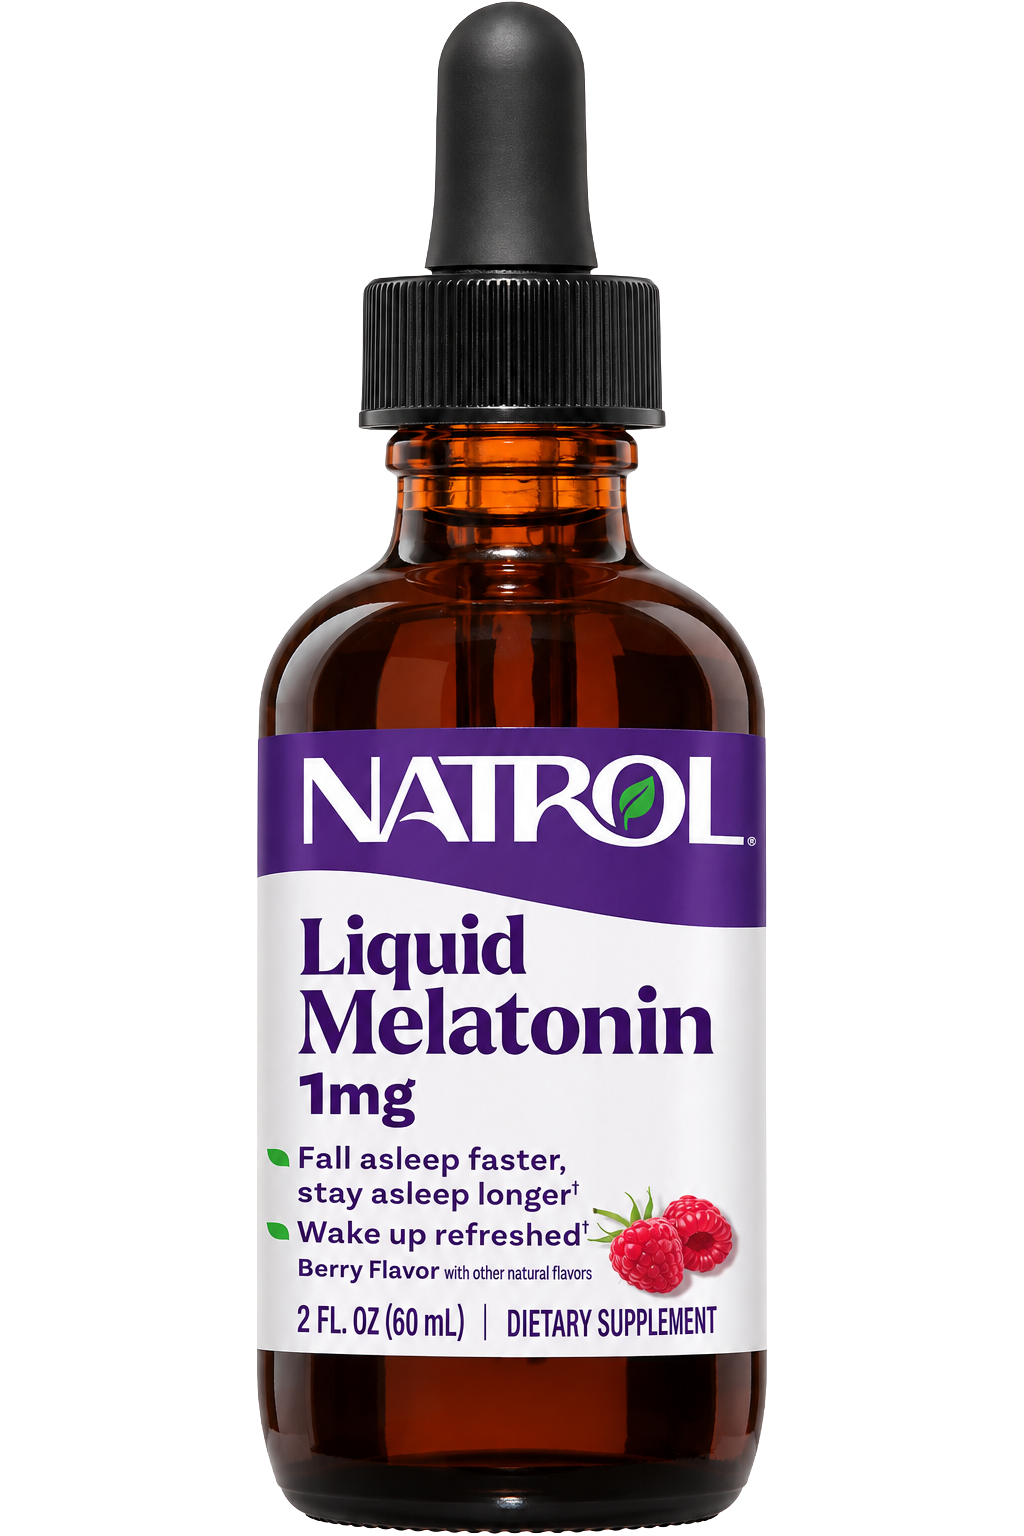 NATROL®
Liquid
Melatonin
1mg
Fall asleep faster,
stay asleep longer†
Wake up refreshed†
Berry Flavor with other natural flavors
2 FL. OZ (60 mL) | DIETARY SUPPLEMENT